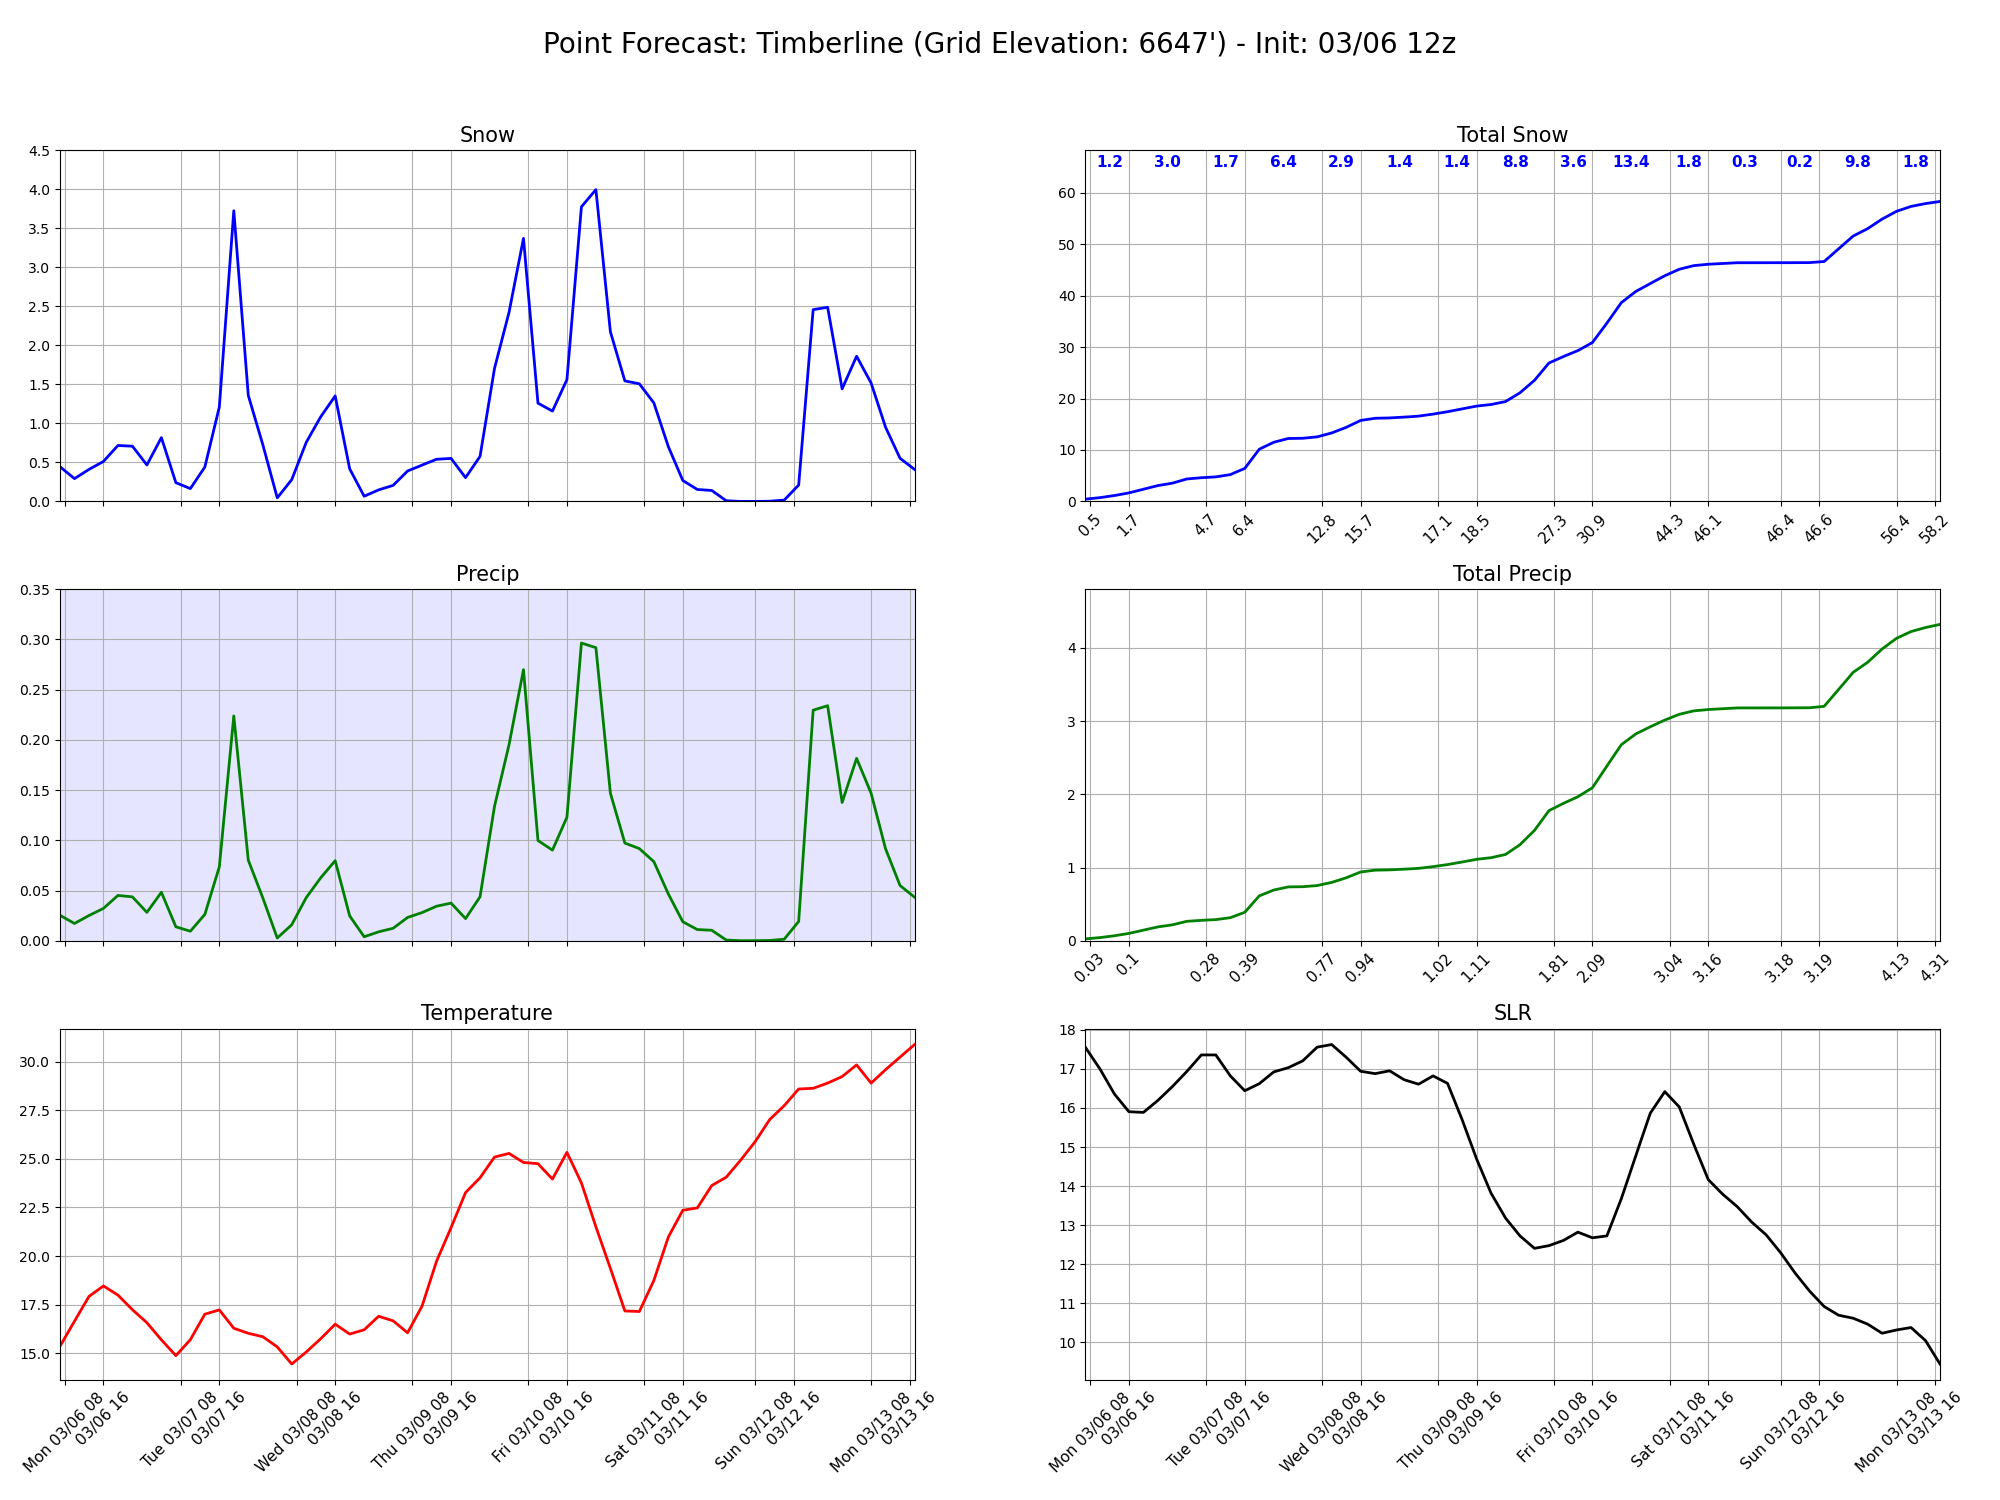 Point Forecast: Timberline (Grid Elevation: 6647') - Init: 03/06 12z
Snow
4.5
4.0
3.5
3.0
2.5
2.0
1.5
1.0
0.5
0.0
Total Snow
1.2 3.0 1.7 6.4 2.9 1.4 1.4 8.8 3.6 13.4 1.8 0.3 0.2 9.8 1.8
60
50
40
30
20
10
0
0.5 1.7 4.7 6.4 12.8 15.7 17.1 18.5 27.3 30.9 44.3 46.1 46.4 46.6 56.4 58.2
Precip
0.35
0.30
0.25
0.20
0.15
0.10
0.05
0.00
Total Precip
4
3
2
1
0
0.03 0.1 0.28 0.39 0.77 0.94 1.02 1.11 1.81 2.09 3.04 3.16 3.18 3.19 4.13 4.31
Temperature
30.0
27.5
25.0
22.5
20.0
17.5
15.0
Mon 03/06 08
03/06 16
Tue 03/07 08
03/07 16
Wed 03/08 08
03/08 16
Thu 03/09 08
03/09 16
Fri 03/10 08
03/10 16
Sat 03/11 08
03/11 16
Sun 03/12 08
03/12 16
Mon 03/13 08
03/13 16
SLR
18
17
16
15
14
13
12
11
10
Mon 03/06 08
03/06 16
Tue 03/07 08
03/07 16
Wed 03/08 08
03/08 16
Thu 03/09 08
03/09 16
Fri 03/10 08
03/10 16
Sat 03/11 08
03/11 16
Sun 03/12 08
03/12 16
Mon 03/13 08
03/13 16